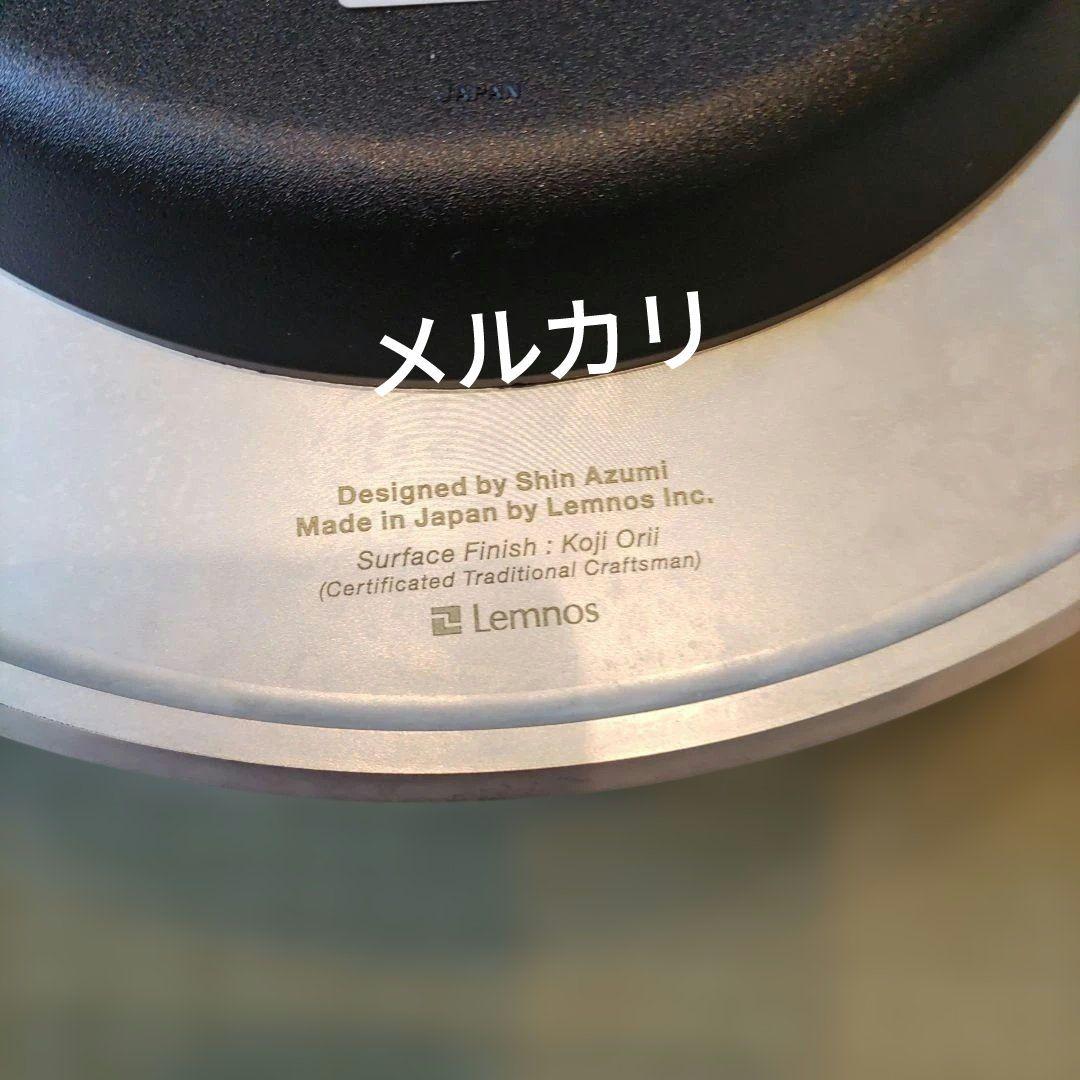 JAPAN
メルカリ
Designed by Shin Azumi
Made in Japan by Lemnos Inc.
Surface Finish : Koji Orii
(Certificated Traditional Craftsman)
Lemnos